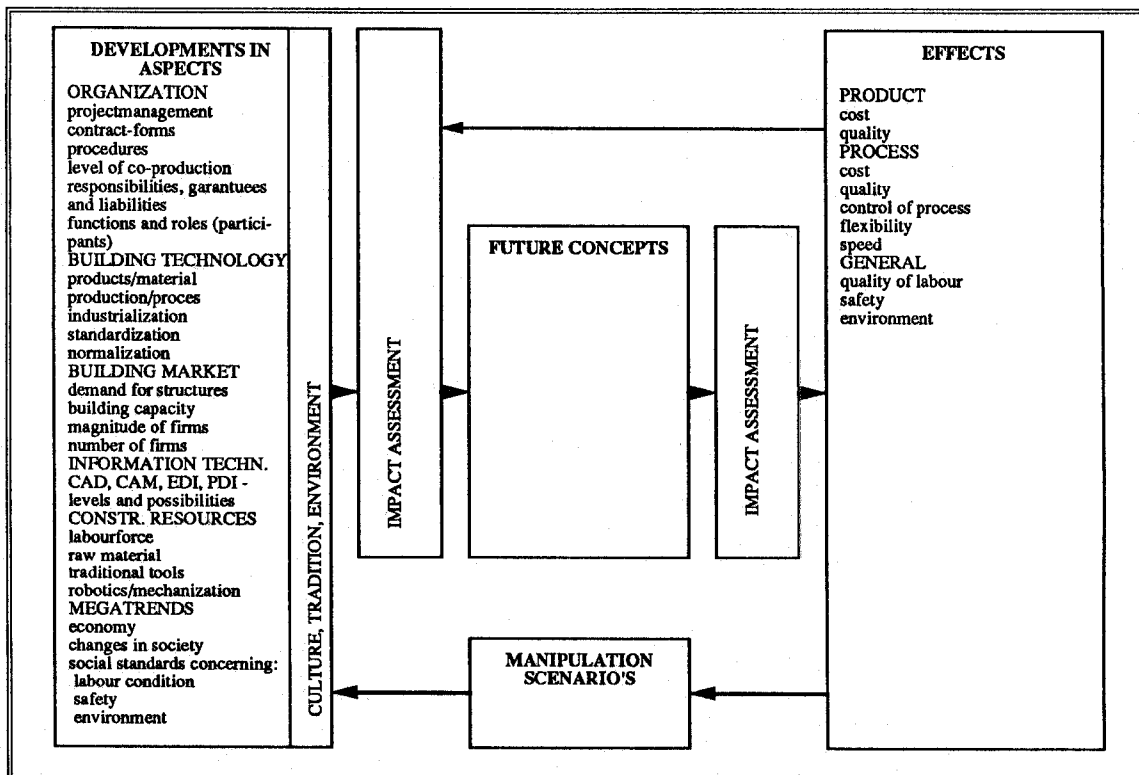 DEVELOPMENTS IN
ASPECTS
ORGANIZATION
projectmanagement
contract-forms
procedures
level of co-production
responsibilities, garantuees
and liabilities
functions and roles (partici-
pants)
BUILDING TECHNOLOGY
products/material
production/proces
industrialization
standardization
normalization
BUILDING MARKET
demand for structures
building capacity
magnitude of firms
number of firms
INFORMATION TECHN.
CAD, CAM, EDI, PDI -
levels and possibilities
CONSTR. RESOURCES
labourforce
raw material
traditional tools
robotics/mechanization
MEGATRENDS
economy
changes in society
social standards concerning:
labour condition
safety
environment
CULTURE, TRADITION, ENVIRONMENT
IMPACT ASSESSMENT
FUTURE CONCEPTS
IMPACT ASSESSMENT
MANIPULATION
SCENARIO'S
EFFECTS
PRODUCT
cost
quality
PROCESS
cost
quality
control of process
flexibility
speed
GENERAL
quality of labour
safety
environment